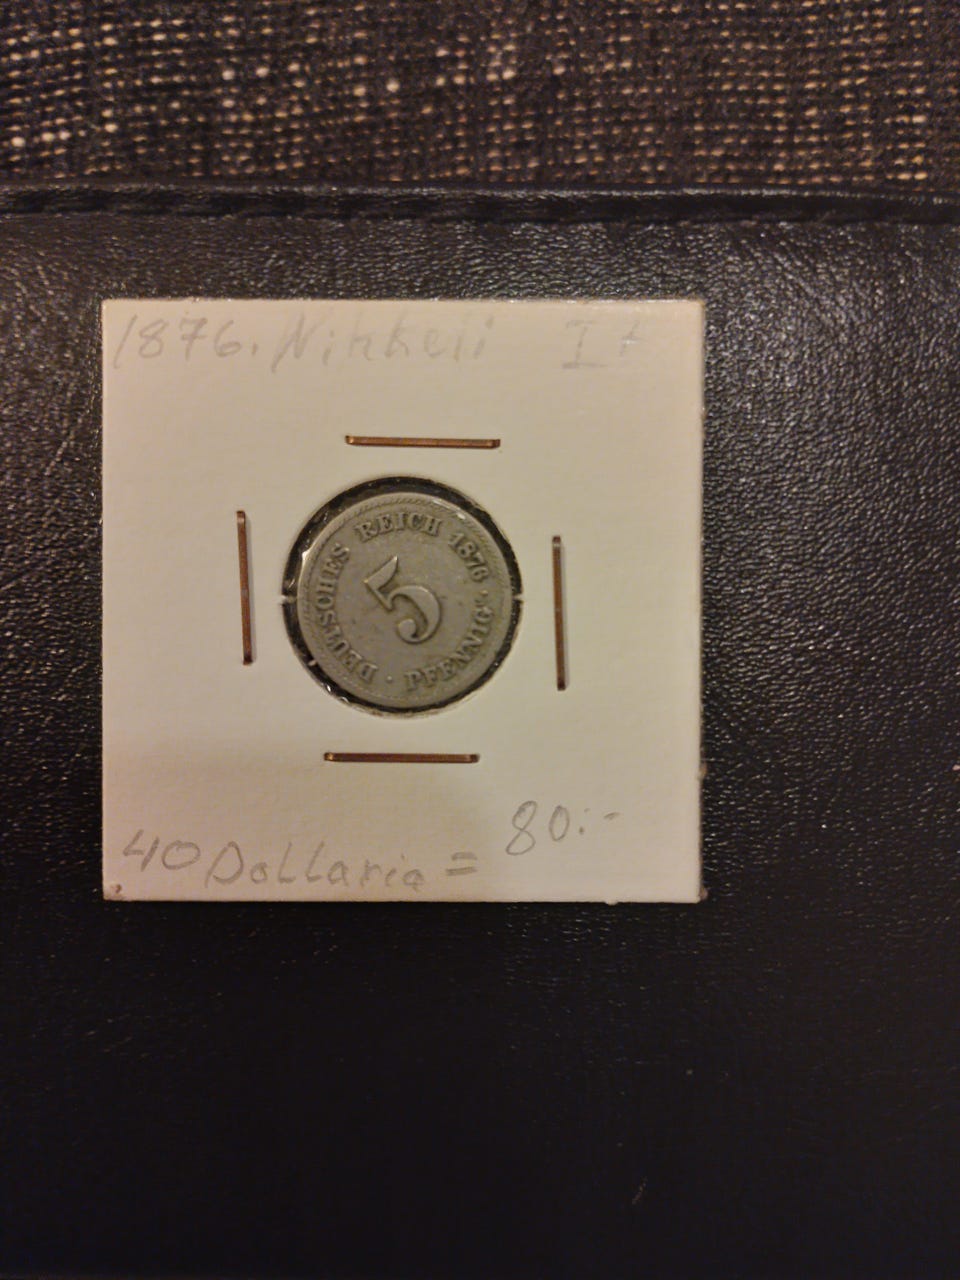 1876. Nikkeli I+
DEUTSCHES REICH 1876
5
· PFENNIG ·
80:-
40 Dollaria =